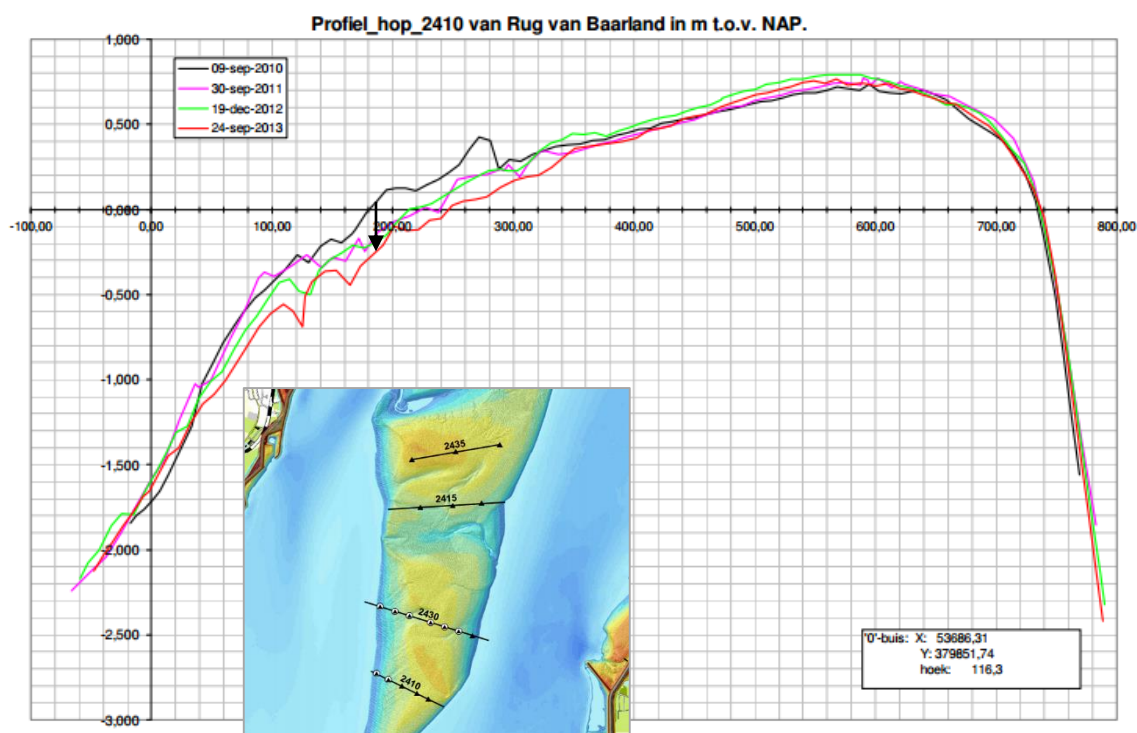 Profiel_hop_2410 van Rug van Baarland in m t.o.v. NAP.
1,000
09-sep-2010
30-sep-2011
19-dec-2012
24-sep-2013
0,500
0,000
-100,00 0,00 100,00 200,00 300,00 400,00 500,00 600,00 700,00 800,00
-0,500
-1,000
-1,500
-2,000
-2,500
-3,000
2435
2415
2430
2410
'0'-buis: X: 53686,31
Y: 379851,74
hoek: 116,3